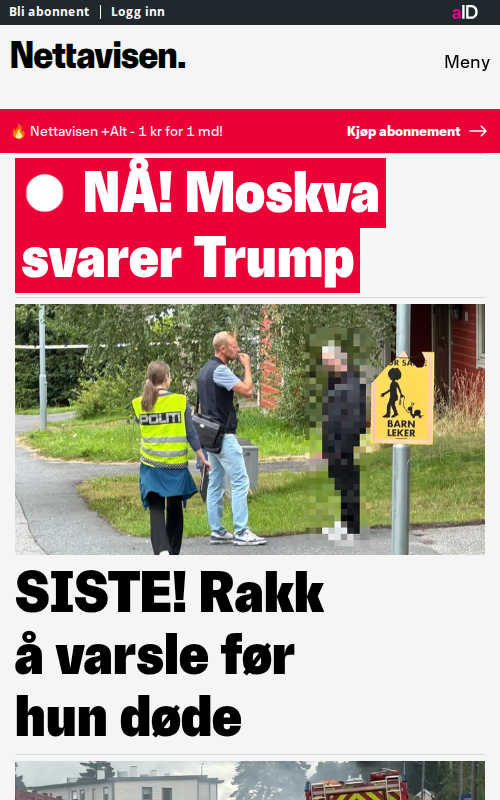 Bli abonnent
Logg inn
aID
Nettavisen.
Meny
🔥 Nettavisen +Alt - 1 kr for 1 md!
Kjøp abonnement →
NÅ! Moskva
svarer Trump
POLITI
BARN
LEKER
SISTE! Rakk
å varsle før
hun døde